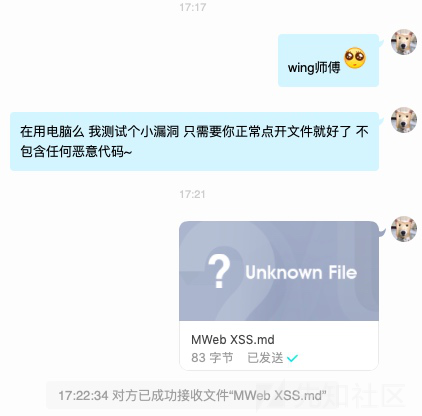 17:17
wing师傅🥺
在用电脑么 我测试个小漏洞 只需要你正常点开文件就好了 不
包含任何恶意代码~
17:21
? Unknown File
MWeb XSS.md
83 字节 已发送
17:22:34 对方已成功接收文件“MWeb XSS.md”